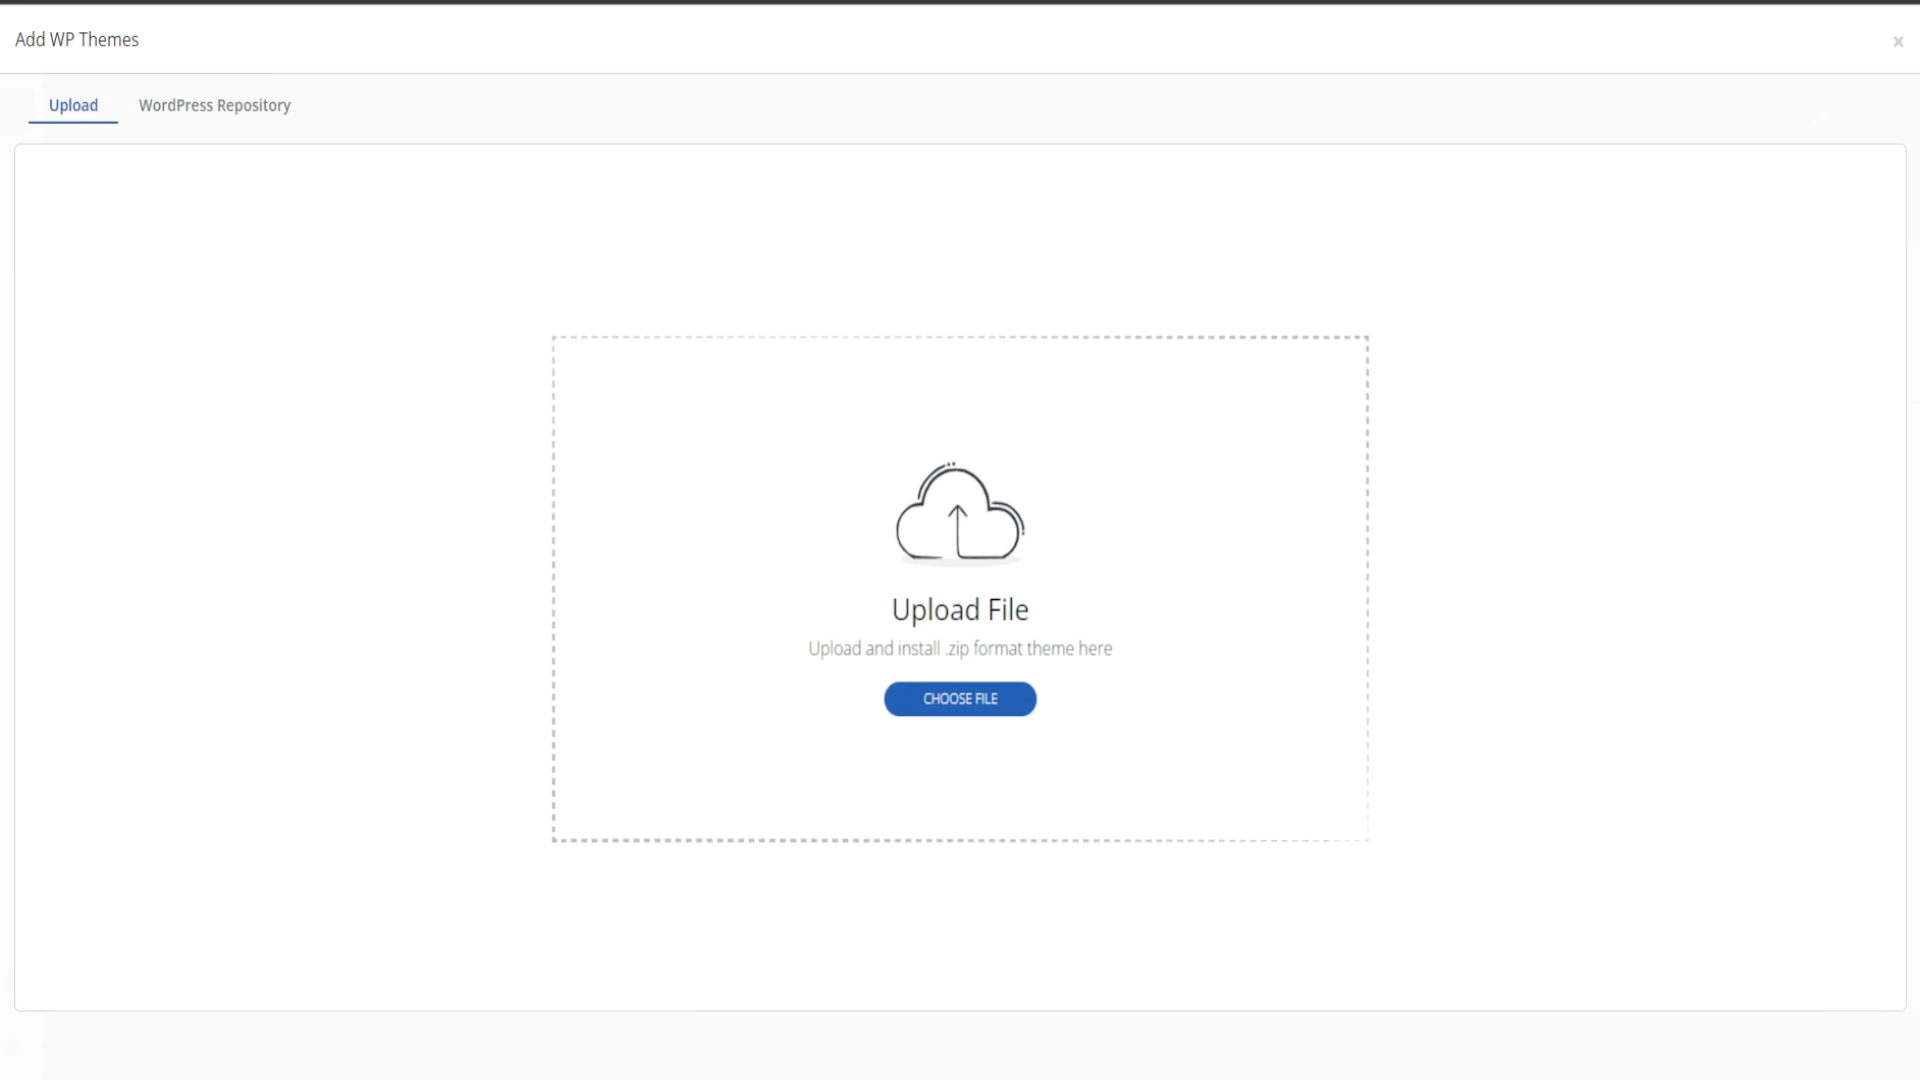 Add WP Themes
×
Upload
WordPress Repository
Upload File
Upload and install .zip format theme here
CHOOSE FILE